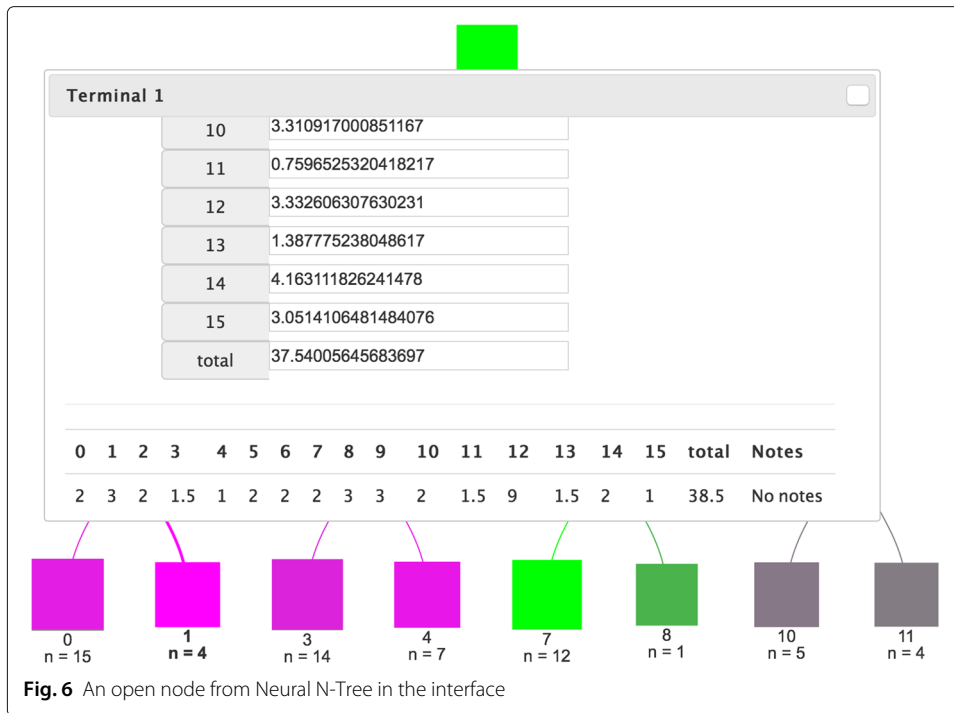 Terminal 1
10 3.310917000851167
11 0.7596525320418217
12 3.332606307630231
13 1.387775238048617
14 4.163111826241478
15 3.0514106481484076
total 37.54005645683697
0 1 2 3 4 5 6 7 8 9 10 11 12 13 14 15 total Notes
2 3 2 1.5 1 2 2 2 3 3 2 1.5 9 1.5 2 1 38.5 No notes
0 1 3 4 7 8 10 11
n = 15 n = 4 n = 14 n = 7 n = 12 n = 1 n = 5 n = 4
Fig. 6 An open node from Neural N-Tree in the interface